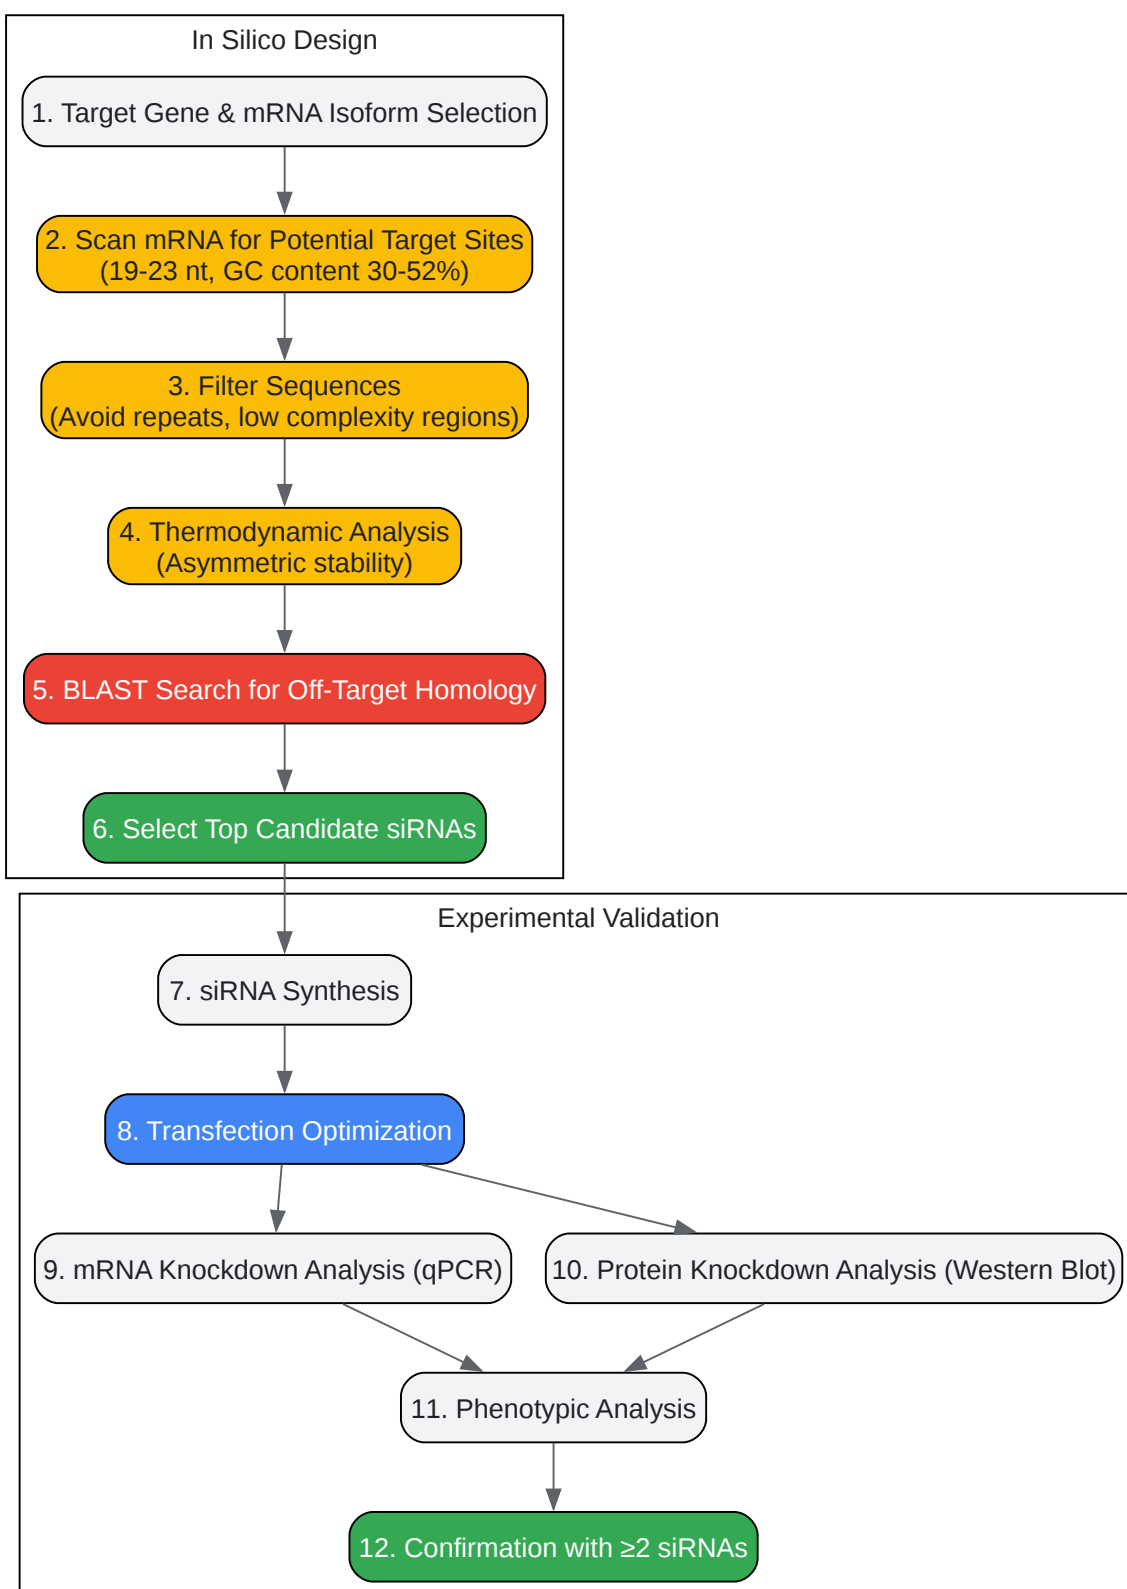 In Silico Design
1. Target Gene & mRNA Isoform Selection
2. Scan mRNA for Potential Target Sites
(19-23 nt, GC content 30-52%)
3. Filter Sequences
(Avoid repeats, low complexity regions)
4. Thermodynamic Analysis
(Asymmetric stability)
5. BLAST Search for Off-Target Homology
6. Select Top Candidate siRNAs
Experimental Validation
7. siRNA Synthesis
8. Transfection Optimization
9. mRNA Knockdown Analysis (qPCR)
10. Protein Knockdown Analysis (Western Blot)
11. Phenotypic Analysis
12. Confirmation with ≥2 siRNAs